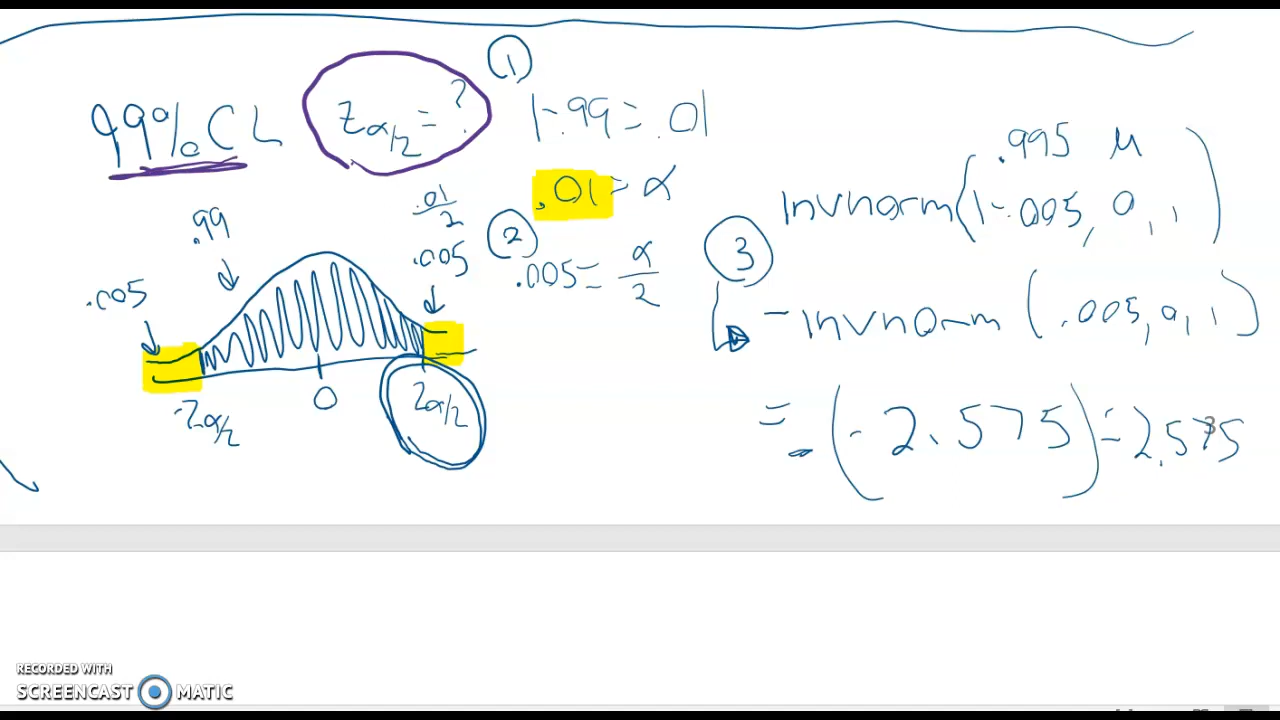 99% CL
Zα/2 = ?
①
1-.99=.01
.01=α
②
.005= α/2
.99
.01/2
.005
.005
-Zα/2
0
Zα/2
③
.995 μ
invnorm(1-.005, 0, 1)
-invnorm(.005, 0, 1)
= -(-2.575)=2.575
RECORDED WITH
SCREENCAST MATIC